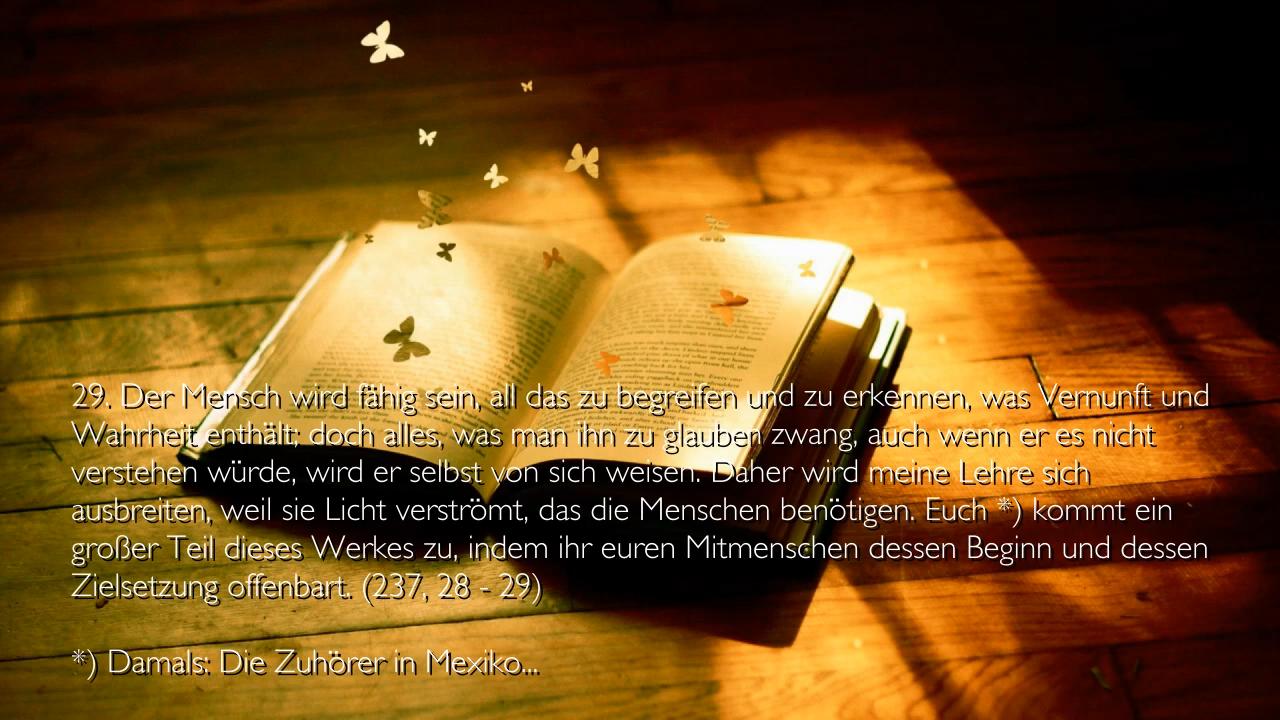 29. Der Mensch wird fähig sein, all das zu begreifen und zu erkennen, was Vernunft und
Wahrheit enthält; doch alles, was man ihn zu glauben zwang, auch wenn er es nicht
verstehen würde, wird er selbst von sich weisen. Daher wird meine Lehre sich
ausbreiten, weil sie Licht verströmt, das die Menschen benötigen. Euch *) kommt ein
großer Teil dieses Werkes zu, indem ihr euren Mitmenschen dessen Beginn und dessen
Zielsetzung offenbart. (237, 28 - 29)
*) Damals: Die Zuhörer in Mexiko...